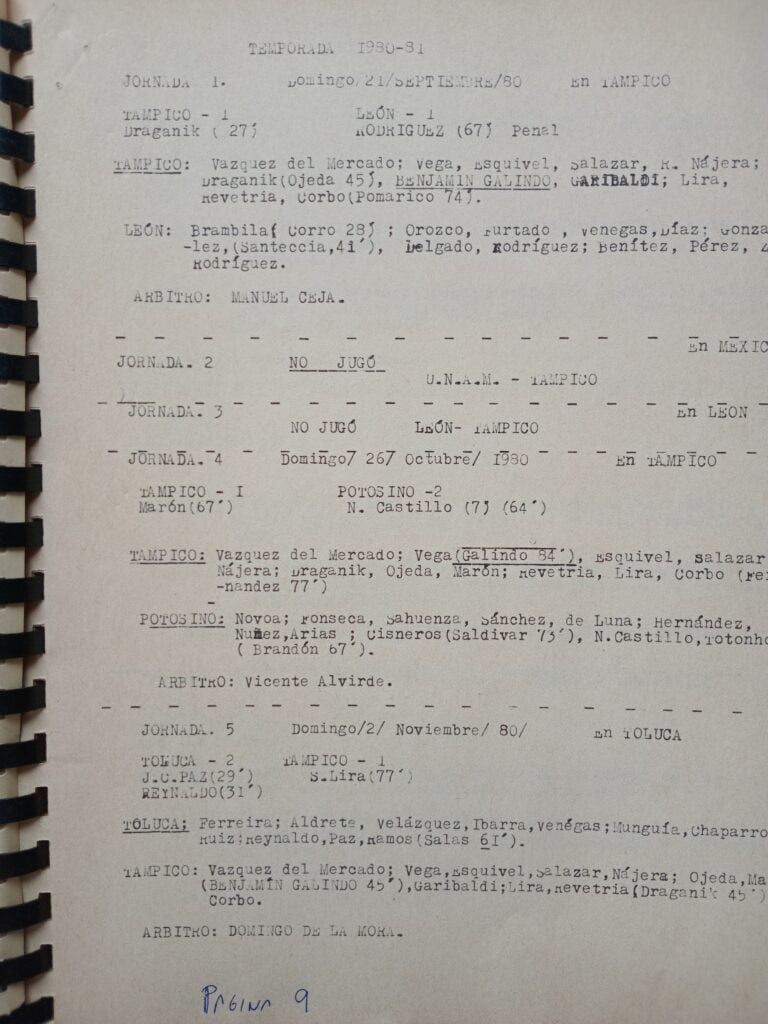 TEMPORADA 1980-81
JORNADA 1. Domingo/21/SEPTIEMBRE/80 En TAMPICO
TAMPICO - 1 LEÓN - 1
Draganik ( 27) RODRIGUEZ (67) Penal
TAMPICO: Vazquez del Mercado; Vega, Esquivel, Salazar, R. Nájera;
Draganik(Ojeda 45), BENJAMIN GALINDO, GARIBALDI; Lira,
Revetria, Corbo(Pomarico 74).
LEÓN: Brambila( Corro 28) ; Orozco, Furtado , Venegas,Díaz; Gonza
-lez,(Santeccia,41´), Delgado, Rodríguez; Benítez, Pérez,
Rodríguez.
ARBITRO: MANUEL CEJA.
En MEXIC
JORNADA. 2 NO JUGÓ
U.N.A.M. - TAMPICO
JORNADA. 3 En LEON
NO JUGÓ LEÓN- TAMPICO
JORNADA. 4 Domingo/ 26/ Octubre/ 1980 En TAMPICO
TAMPICO - I POTOSINO -2
Marón(67´) N. Castillo (7) (64´)
TAMPICO: Vazquez del Mercado; Vega(Galindo 84´), Esquivel, Salazar
Nájera; Draganik, Ojeda, Marón; Revetria, Lira, Corbo (Fer
-nandez 77´)
POTOSINO: Novoa; Fonseca, Sahuenza, Sánchez, de Luna; Hernández,
Nuñez,Arias ; Cisneros(Saldivar 73´), N.Castillo,Totonho
( Brandón 67´).
ARBITRO: Vicente Alvirde.
JORNADA. 5 Domingo/2/ Noviembre/ 80/ En TOLUCA
TOLUCA - 2 TAMPICO - 1
J.C.PAZ(29´) S.Lira(77´)
REYNALDO(31´)
TOLUCA; Ferreira; Aldrete, Velázquez,Ibarra,Venégas;Munguía,Chaparro
Ruiz;Reynaldo,Paz,Ramos(Salas 61´).
TAMPICO: Vazquez del Mercado; Vega,Esquivel,Salazar,Nájera; Ojeda,Ma
(BENJAMÍN GALINDO 45´),Garibaldi;Lira,Revetria(Draganik 45´)
Corbo.
ARBITRO: DOMINGO DE LA MORA.
PAGINA 9